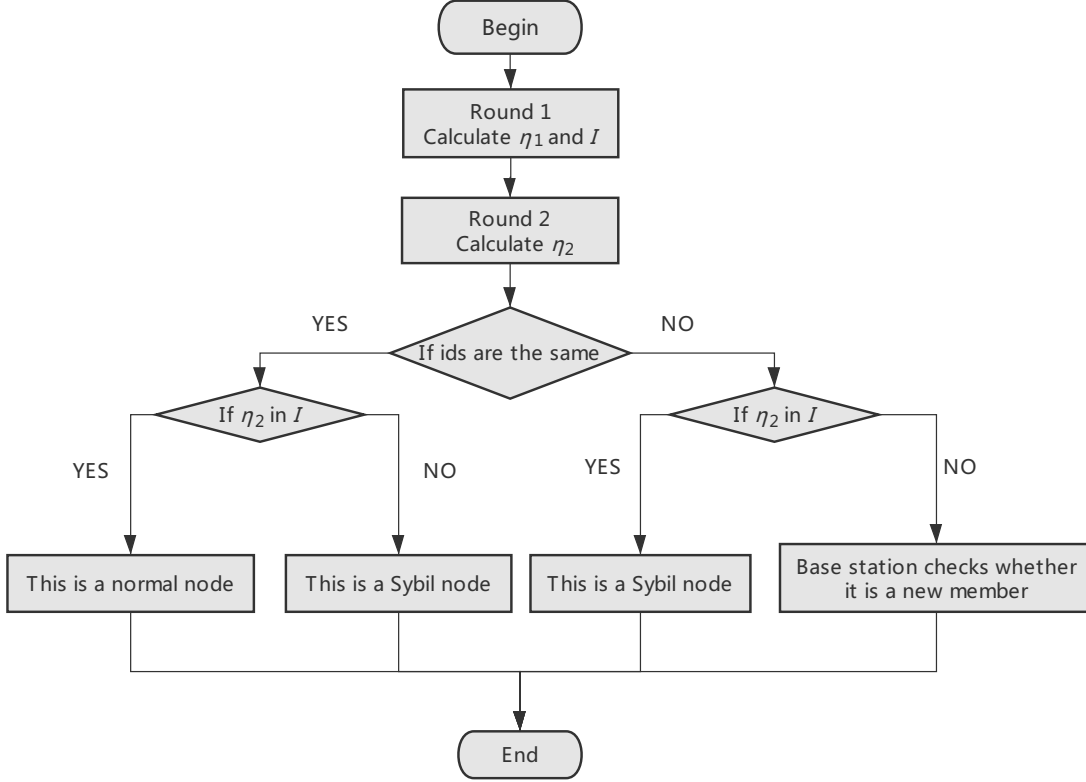 Begin
Round 1
Calculate η1 and I
Round 2
Calculate η2
YES
NO
If ids are the same
If η2 in I
If η2 in I
YES
NO
YES
NO
This is a normal node
This is a Sybil node
This is a Sybil node
Base station checks whether
it is a new member
End